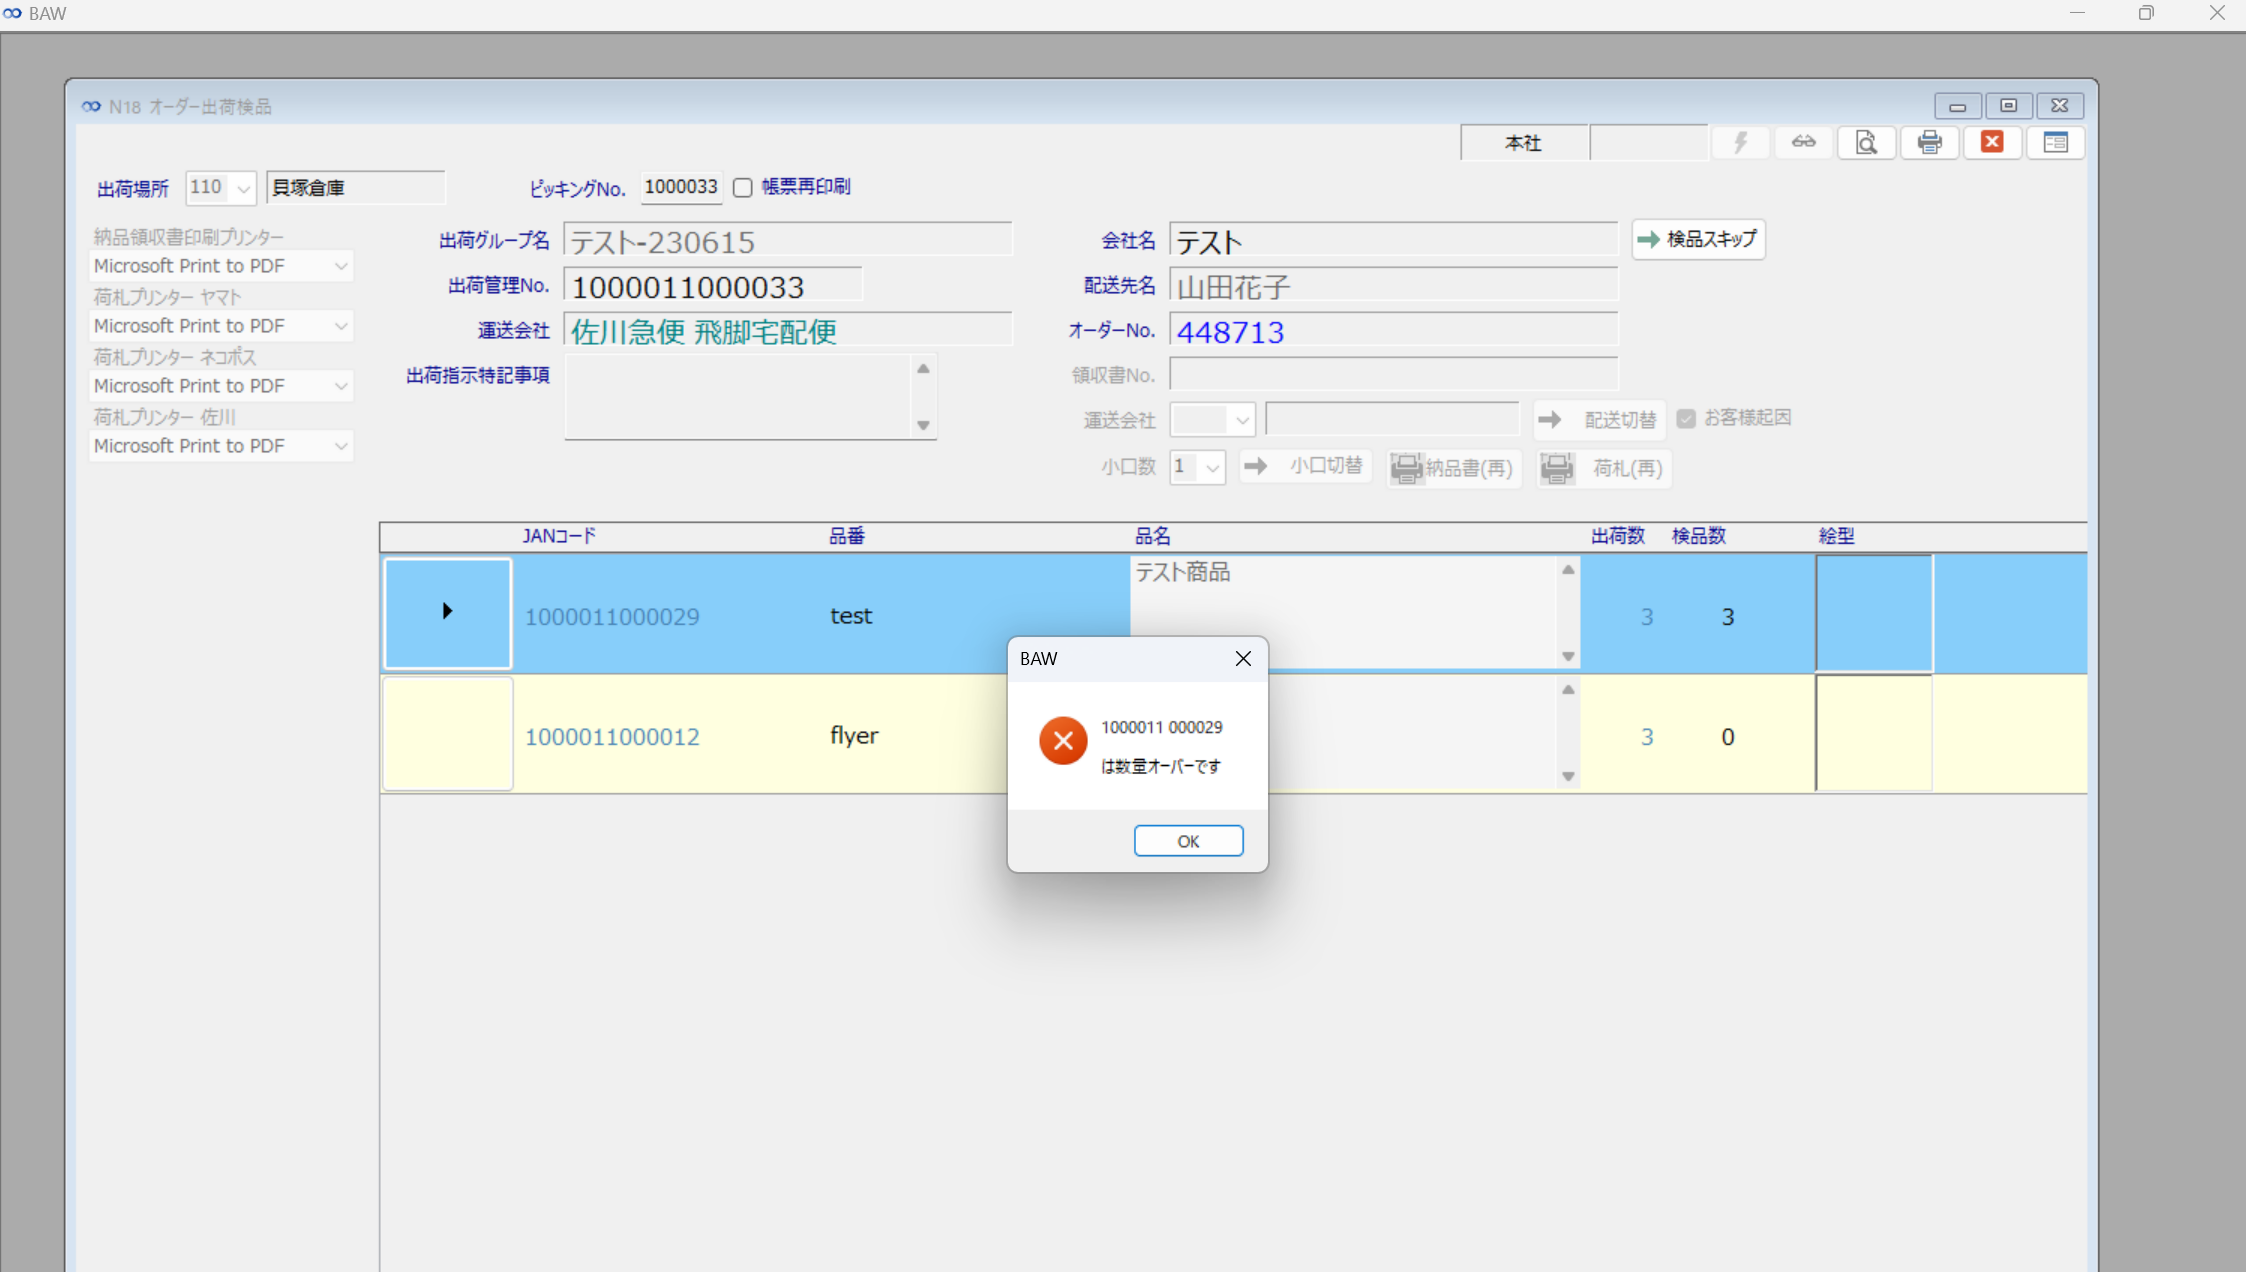 BAW
N18 オーダー出荷検品
本社
出荷場所 110 貝塚倉庫 ピッキングNo. 1000033 帳票再印刷
納品領収書印刷プリンター
Microsoft Print to PDF
荷札プリンター ヤマト
Microsoft Print to PDF
荷札プリンター ネコポス
Microsoft Print to PDF
荷札プリンター 佐川
Microsoft Print to PDF
出荷グループ名 テスト-230615
出荷管理No. 1000011000033
運送会社 佐川急便 飛脚宅配便
出荷指示特記事項
会社名 テスト 検品スキップ
配送先名 山田花子
オーダーNo. 448713
領収書No.
運送会社 配送切替 お客様起因
小口数 1 小口切替 納品書(再) 荷札(再)
JANコード 品番 品名 出荷数 検品数 絵型
1000011000029 test テスト商品 3 3
1000011000012 flyer 3 0
BAW
1000011 000029
は数量オーバーです
OK